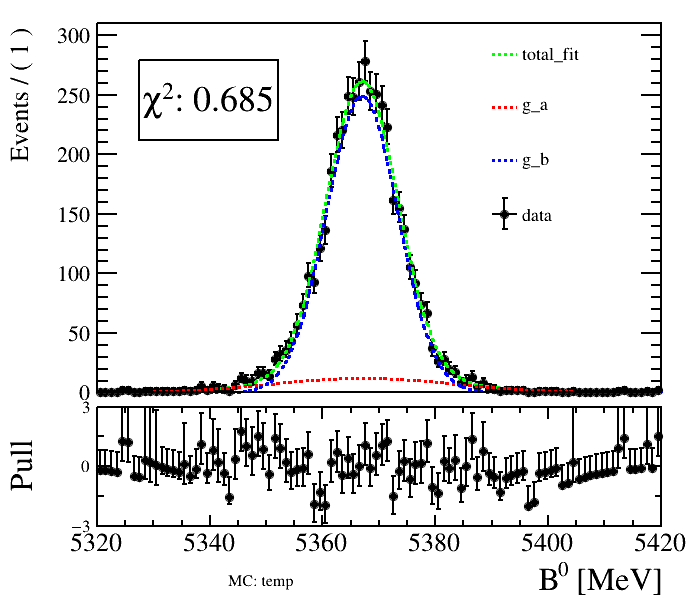 Events / ( 1 )
300
250
200
150
100
50
0
χ²: 0.685
total_fit
g_a
g_b
data
Pull
3
0
−3
5320 5340 5360 5380 5400 5420
MC: temp
B⁰ [MeV]